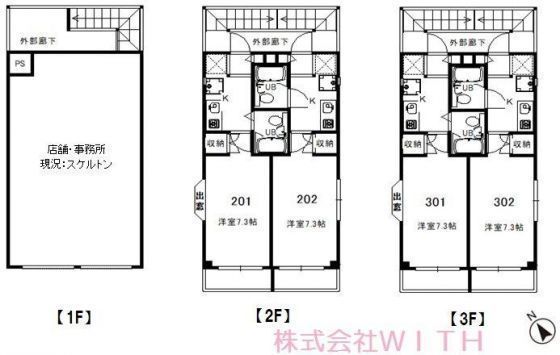 外部廊下
PS
店舗・事務所
現況：スケルトン
【1F】
外部廊下
UB
K
K
UB
収納
収納
201
202
出窓
洋室7.3帖
洋室7.3帖
【2F】
外部廊下
UB
K
K
UB
収納
収納
301
302
出窓
洋室7.3帖
洋室7.3帖
【3F】
N
株式会社ＷＩＴＨ